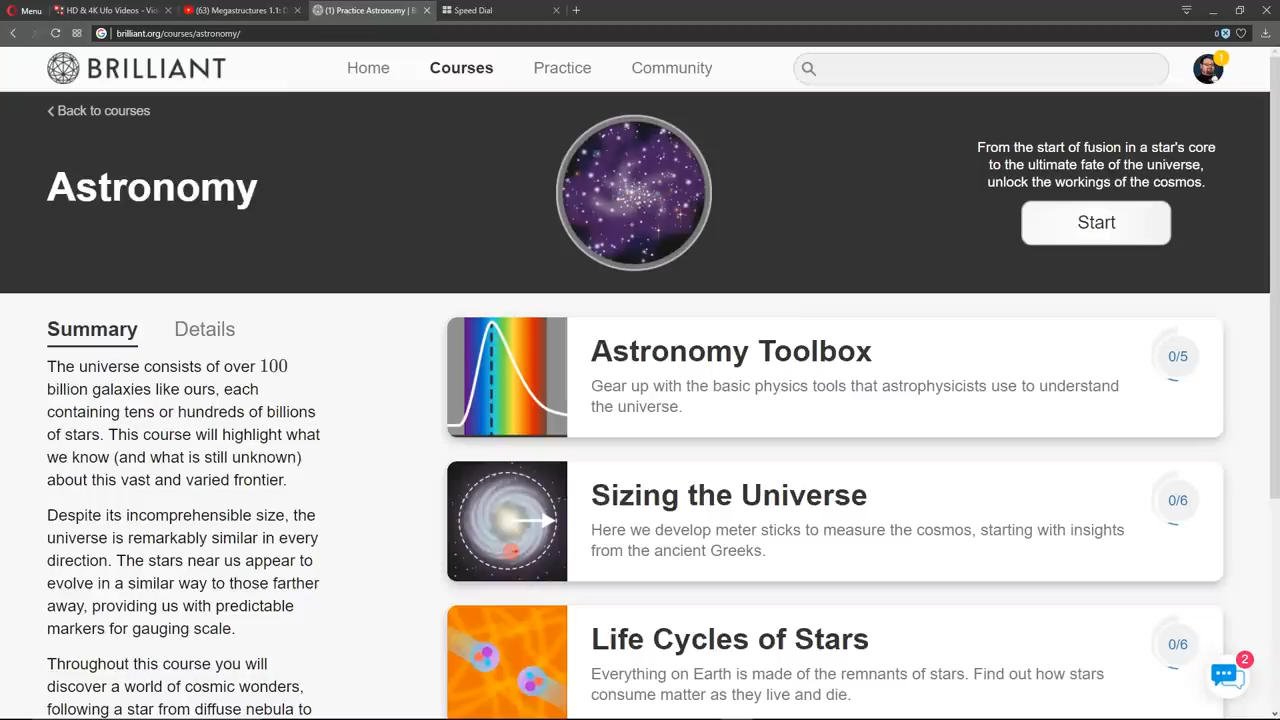 Menu
HD & 4K Ufo Videos - Vid
(63) Megastructures 1.1: D
(1) Practice Astronomy | B
Speed Dial
brilliant.org/courses/astronomy/
0
BRILLIANT
Home
Courses
Practice
Community
1
Back to courses
Astronomy
From the start of fusion in a star's core
to the ultimate fate of the universe,
unlock the workings of the cosmos.
Start
Summary
Details
The universe consists of over 100
billion galaxies like ours, each
containing tens or hundreds of billions
of stars. This course will highlight what
we know (and what is still unknown)
about this vast and varied frontier.
Despite its incomprehensible size, the
universe is remarkably similar in every
direction. The stars near us appear to
evolve in a similar way to those farther
away, providing us with predictable
markers for gauging scale.
Throughout this course you will
discover a world of cosmic wonders,
following a star from diffuse nebula to
Astronomy Toolbox
0/5
Gear up with the basic physics tools that astrophysicists use to understand
the universe.
Sizing the Universe
0/6
Here we develop meter sticks to measure the cosmos, starting with insights
from the ancient Greeks.
Life Cycles of Stars
0/6
Everything on Earth is made of the remnants of stars. Find out how stars
consume matter as they live and die.
2